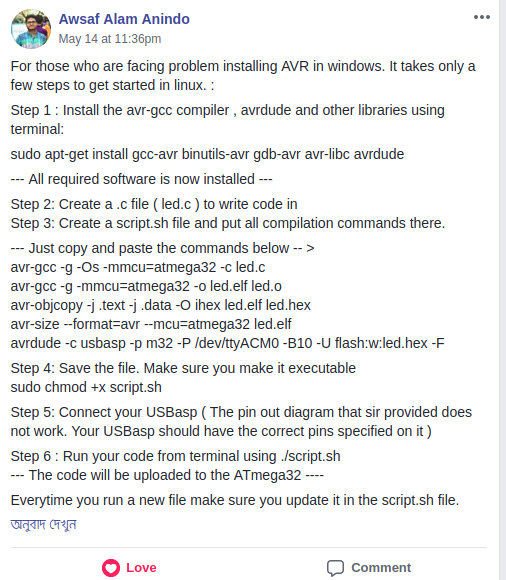 Awsaf Alam Anindo
May 14 at 11:36pm
For those who are facing problem installing AVR in windows. It takes only a
few steps to get started in linux. :
Step 1 : Install the avr-gcc compiler , avrdude and other libraries using
terminal:
sudo apt-get install gcc-avr binutils-avr gdb-avr avr-libc avrdude
--- All required software is now installed ---
Step 2: Create a .c file ( led.c ) to write code in
Step 3: Create a script.sh file and put all compilation commands there.
--- Just copy and paste the commands below -- >
avr-gcc -g -Os -mmcu=atmega32 -c led.c
avr-gcc -g -mmcu=atmega32 -o led.elf led.o
avr-objcopy -j .text -j .data -O ihex led.elf led.hex
avr-size --format=avr --mcu=atmega32 led.elf
avrdude -c usbasp -p m32 -P /dev/ttyACM0 -B10 -U flash:w:led.hex -F
Step 4: Save the file. Make sure you make it executable
sudo chmod +x script.sh
Step 5: Connect your USBasp ( The pin out diagram that sir provided does
not work. Your USBasp should have the correct pins specified on it )
Step 6 : Run your code from terminal using ./script.sh
--- The code will be uploaded to the ATmega32 ----
Everytime you run a new file make sure you update it in the script.sh file.
অনুবাদ দেখুন
Love
Comment